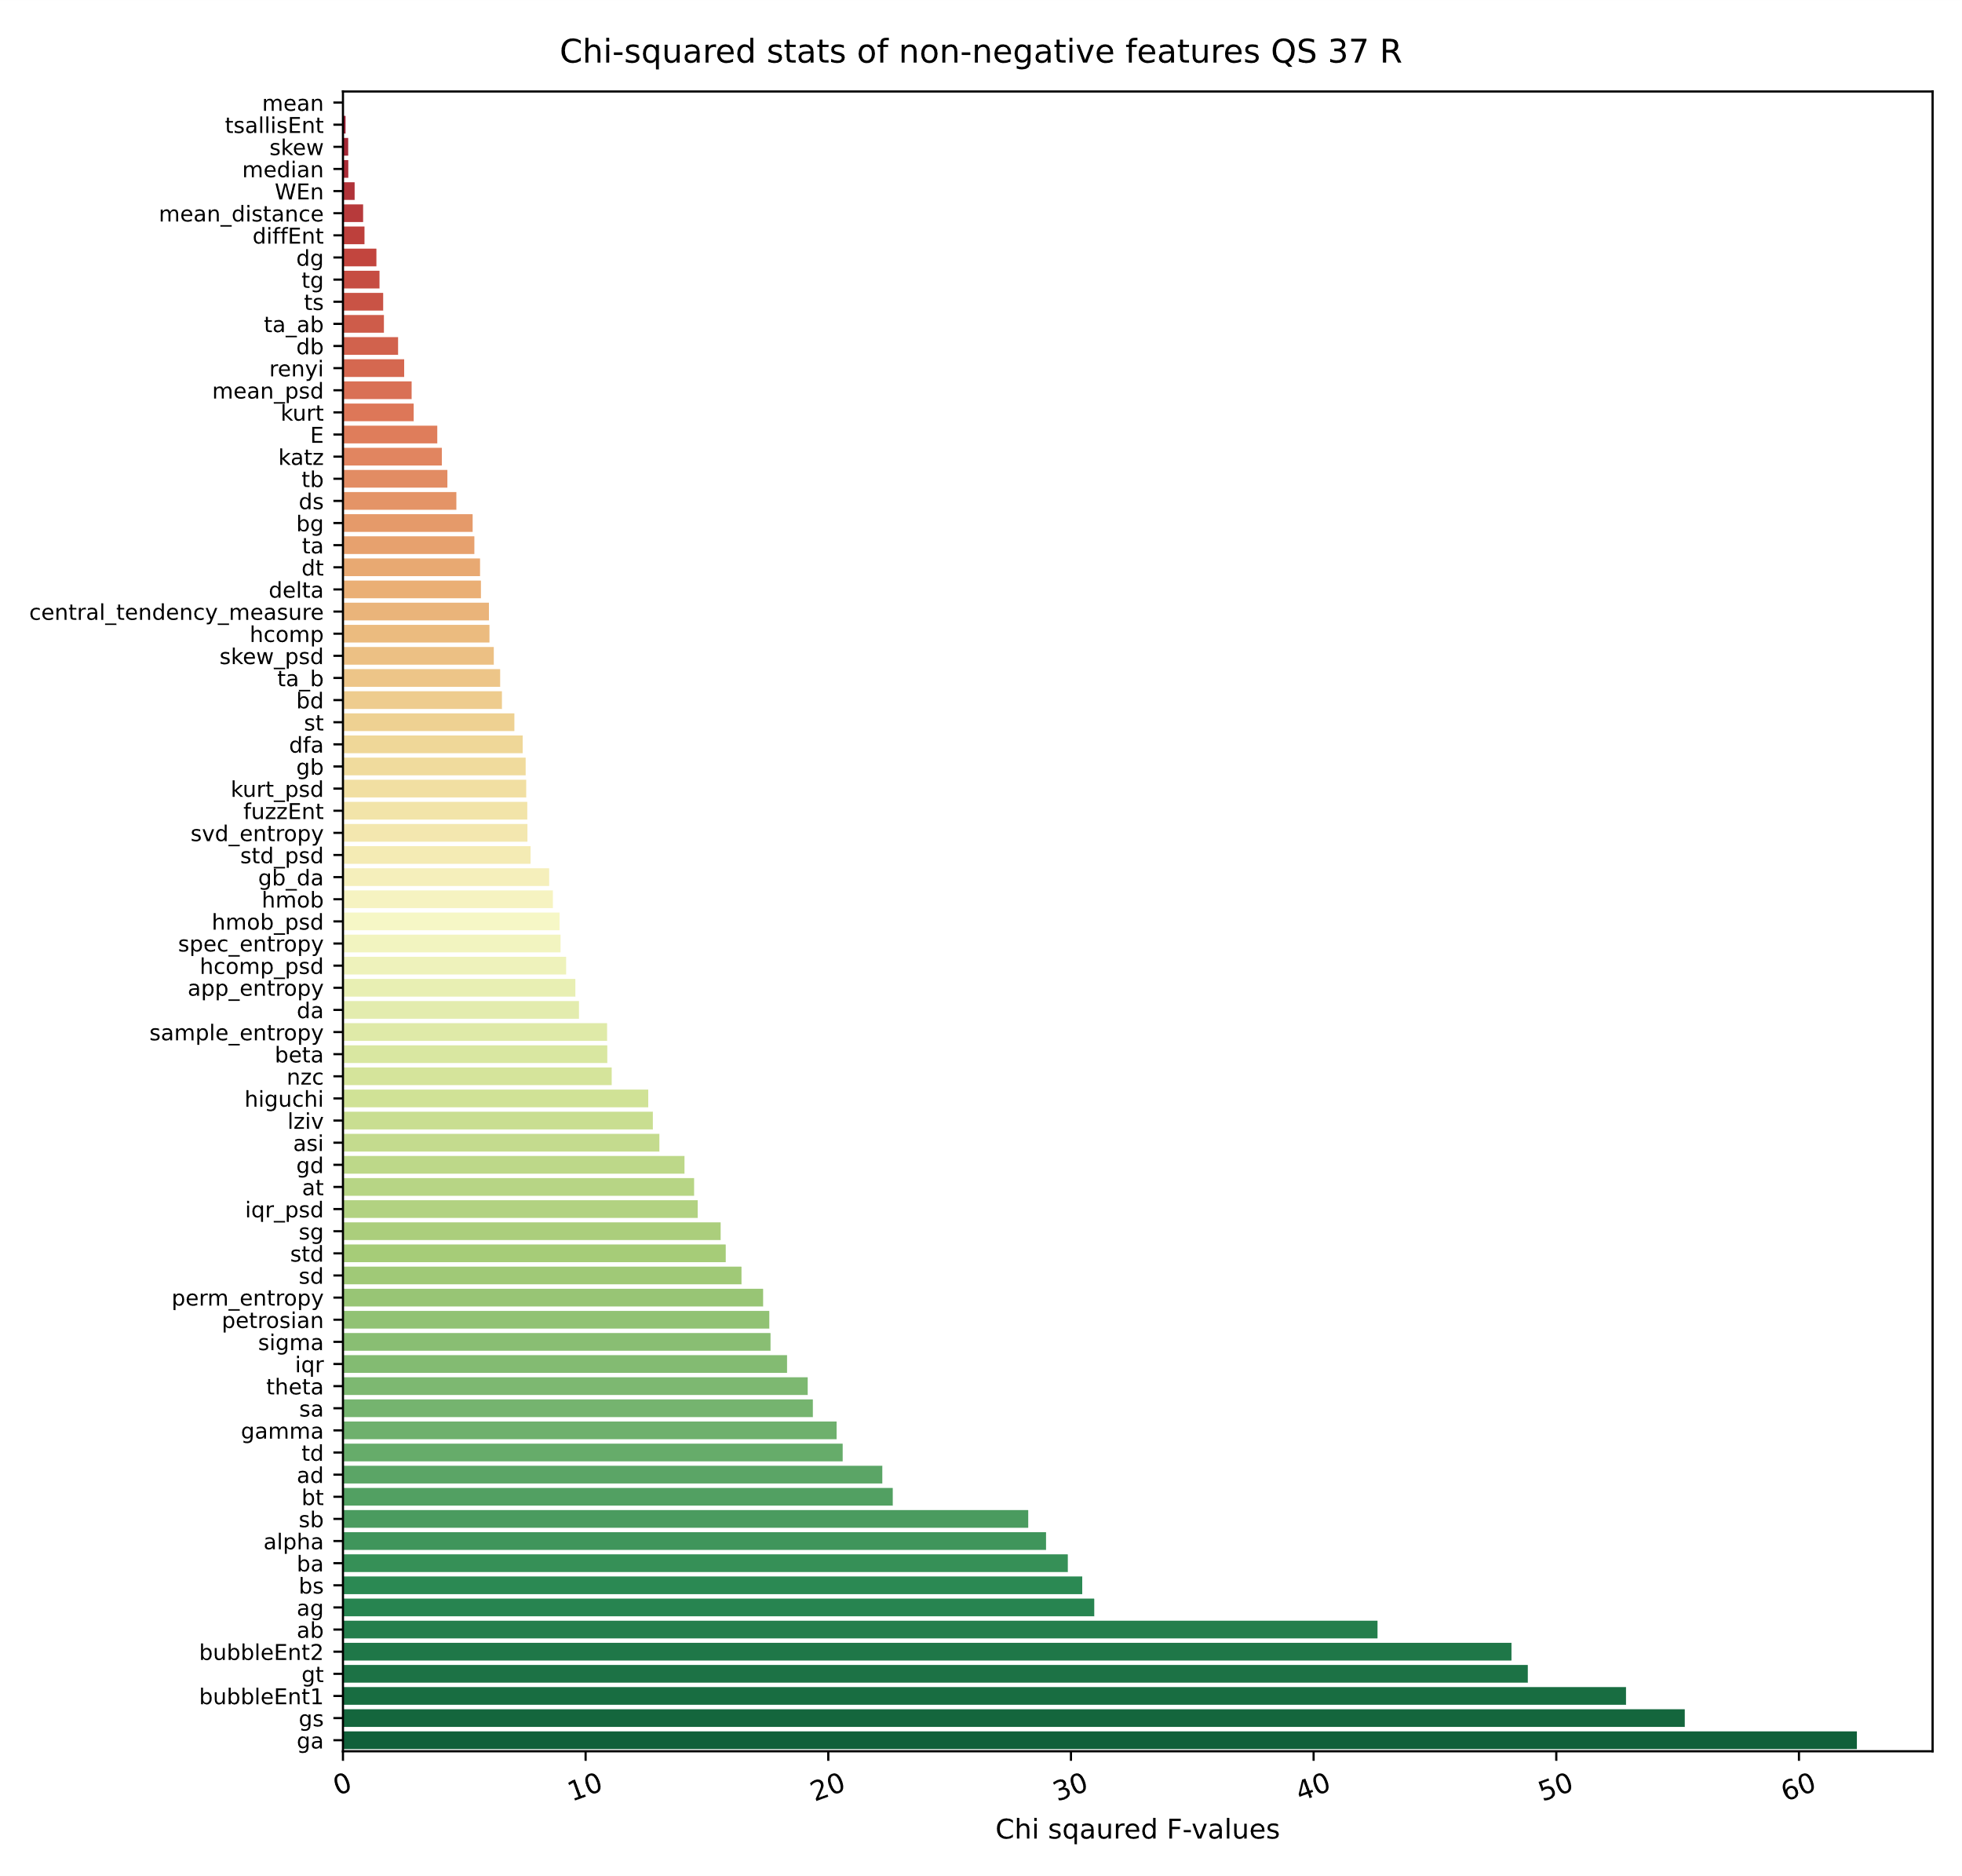 Chi-squared stats of non-negative features QS 37 R
mean
tsallisEnt
skew
median
WEn
mean_distance
diffEnt
dg
tg
ts
ta_ab
db
renyi
mean_psd
kurt
E
katz
tb
ds
bg
ta
dt
delta
central_tendency_measure
hcomp
skew_psd
ta_b
bd
st
dfa
gb
kurt_psd
fuzzEnt
svd_entropy
std_psd
gb_da
hmob
hmob_psd
spec_entropy
hcomp_psd
app_entropy
da
sample_entropy
beta
nzc
higuchi
lziv
asi
gd
at
iqr_psd
sg
std
sd
perm_entropy
petrosian
sigma
iqr
theta
sa
gamma
td
ad
bt
sb
alpha
ba
bs
ag
ab
bubbleEnt2
gt
bubbleEnt1
gs
ga
0 10 20 30 40 50 60
Chi sqaured F-values